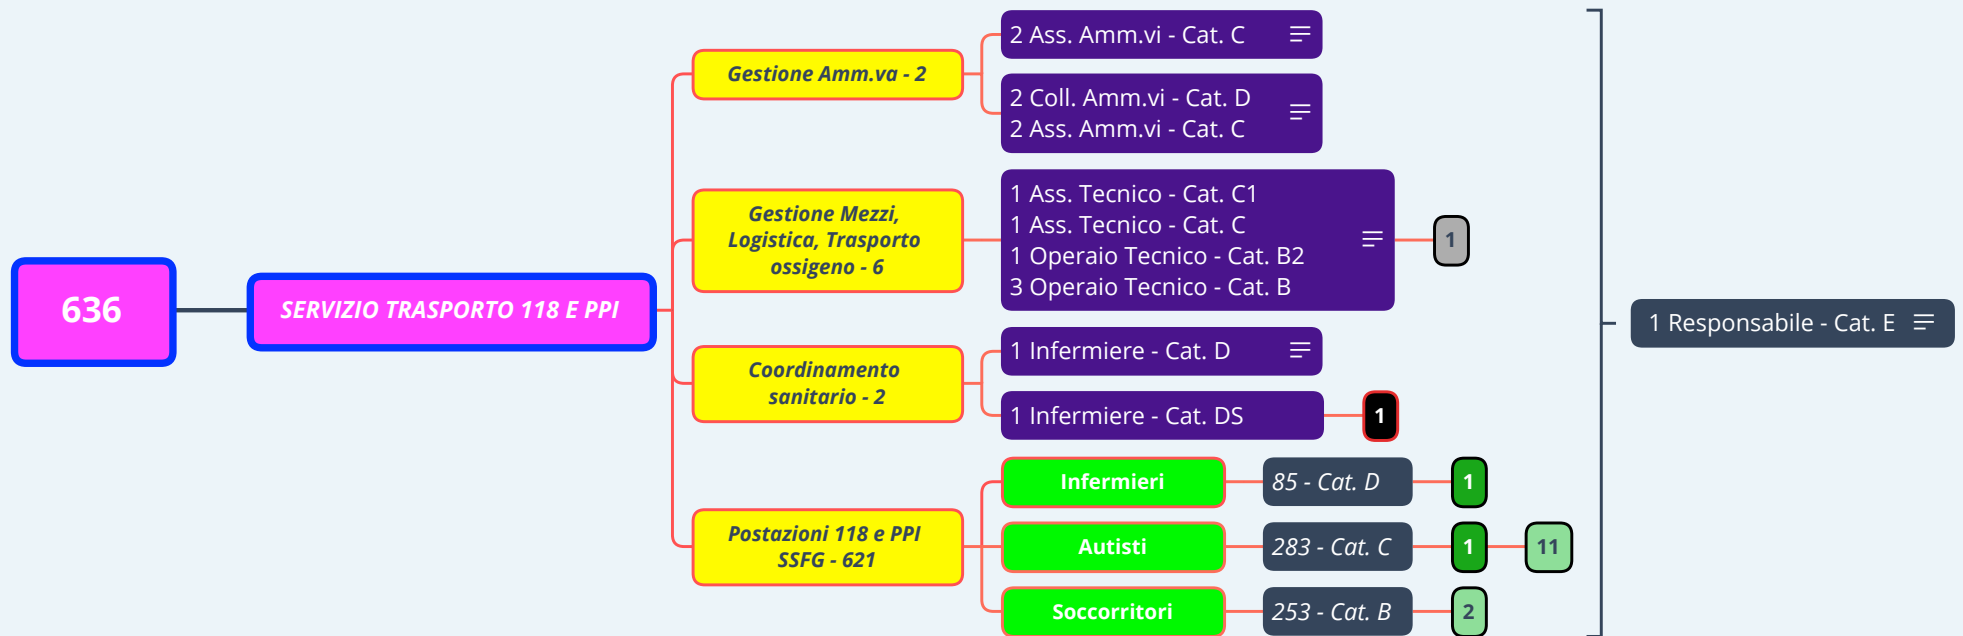 636
SERVIZIO TRASPORTO 118 E PPI
Gestione Amm.va - 2
2 Ass. Amm.vi - Cat. C
2 Coll. Amm.vi - Cat. D
2 Ass. Amm.vi - Cat. C
Gestione Mezzi,
Logistica, Trasporto
ossigeno - 6
1 Ass. Tecnico - Cat. C1
1 Ass. Tecnico - Cat. C
1 Operaio Tecnico - Cat. B2
3 Operaio Tecnico - Cat. B
1
Coordinamento
sanitario - 2
1 Infermiere - Cat. D
1 Infermiere - Cat. DS
1
Postazioni 118 e PPI
SSFG - 621
Infermieri
85 - Cat. D
1
Autisti
283 - Cat. C
1
11
Soccorritori
253 - Cat. B
2
1 Responsabile - Cat. E